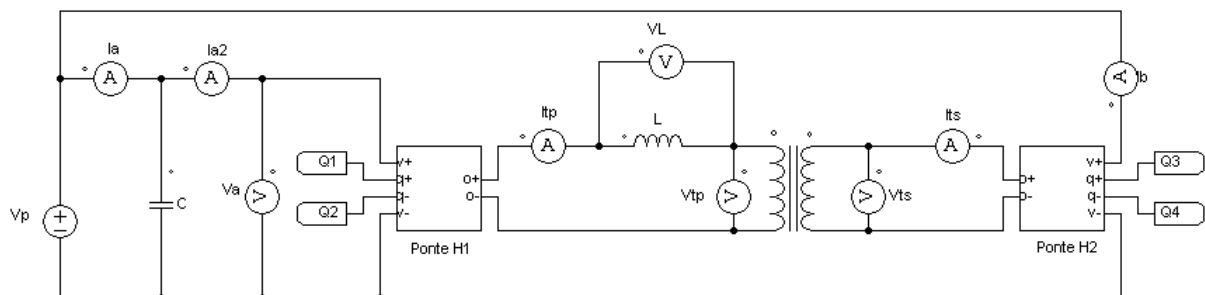 VL
Ia
Ia2
Itp
L
Its
Ib
A
A
V
A
A
A
Vp
C
Va
V
Q1
Q2
v+
q+
q-
v-
o+
o-
Ponte H1
Vtp
V
V
Vts
o+
o-
v+
q+
q-
v-
Q3
Q4
Ponte H2